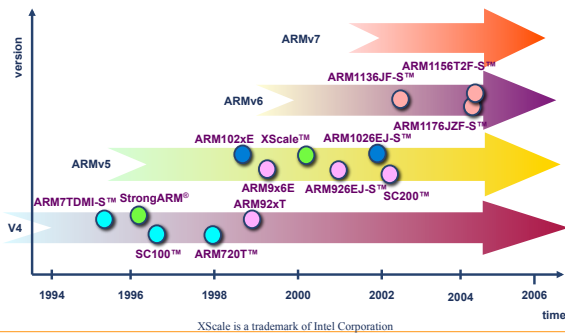 version
ARMv7
ARM1156T2F-S™
ARM1136JF-S™
ARMv6
ARM1176JZF-S™
ARM102xE XScale™ ARM1026EJ-S™
ARMv5
ARM9x6E ARM926EJ-S™
SC200™
ARM7TDMI-S™ StrongARM®
ARM92xT
V4
SC100™ ARM720T™
1994 1996 1998 2000 2002 2004 2006
time
XScale is a trademark of Intel Corporation